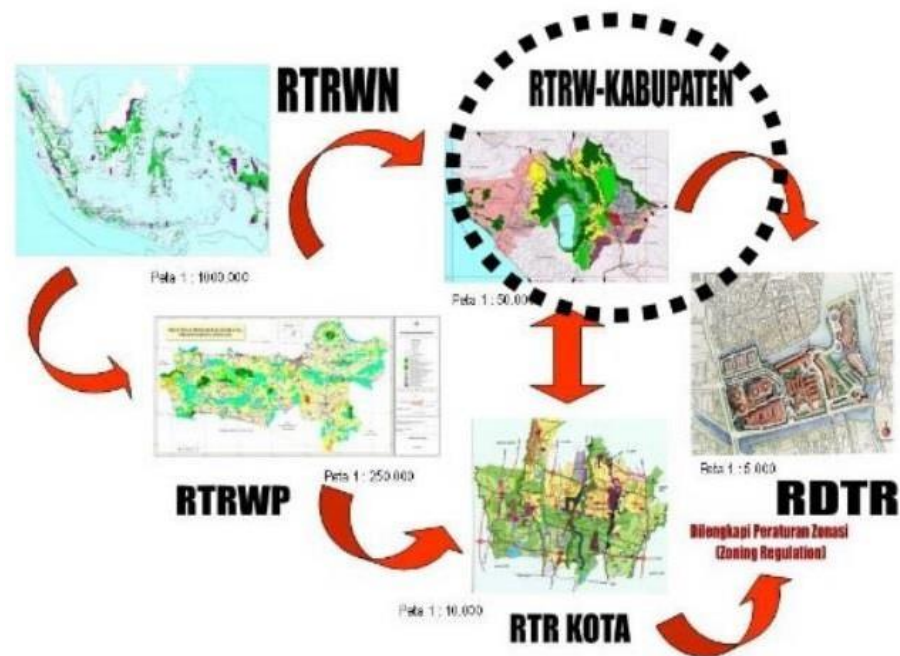 RTRWN
RTRW-KABUPATEN
Peta 1 : 1000.000
Peta 1 : 50.000
Peta 1 : 250.000
RTRWP
Peta 1 : 5.000
RDTR
Dilengkapi Peraturan Zonasi
(Zoning Regulation)
Peta 1 : 10.000
RTR KOTA